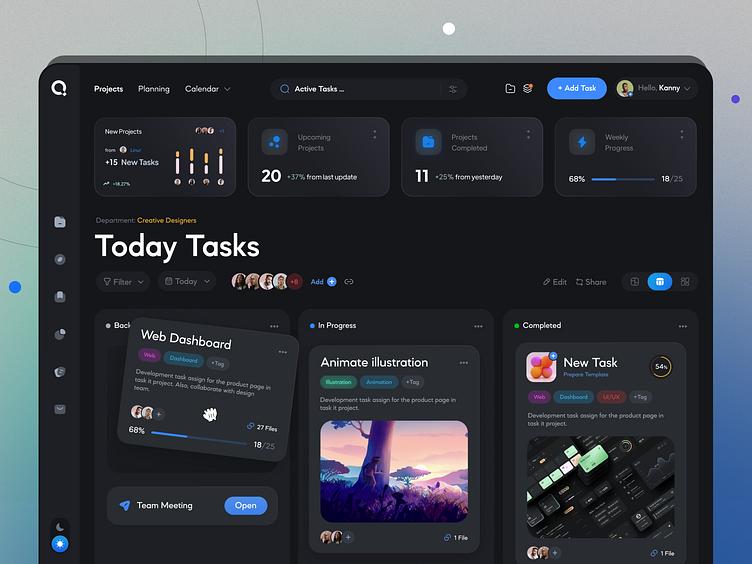 Projects
Planning
Calendar
Active Tasks ...
+ Add Task
Hello, Kanny
New Projects
+1
from Linur
+15 New Tasks
+18,27%
Upcoming
Projects
20 +37% from last update
Projects
Completed
11 +25% from yesterday
Weekly
Progress
68%
18/25
Department: Creative Designers
Today Tasks
Filter
Today
+8
Add
Edit
Share
Back
Web Dashboard
Web
Dashboard
+Tag
Development task assign for the product page in
task it project. Also, collaborate with design
team.
27 Files
68%
18/25
Team Meeting
Open
In Progress
Animate illustration
Illustration
Animation
+Tag
Development task assign for the product page in
task it project.
1 File
Completed
New Task
Prepare Template
54%
Web
Dashboard
UI/UX
+Tag
Development task assign for the product page in
task it project.
1 File